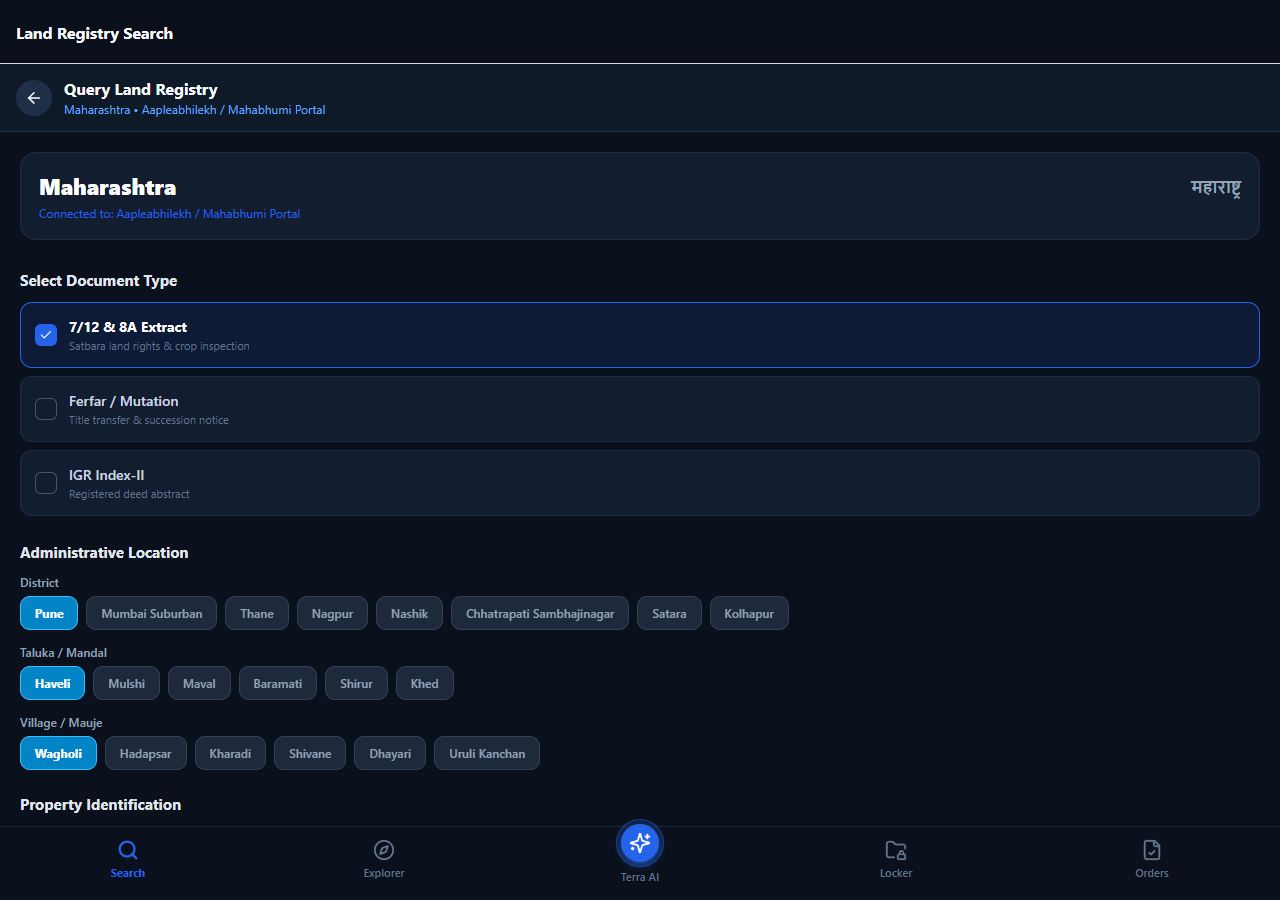 Land Registry Search
Query Land Registry
Maharashtra • Aapleabhilekh / Mahabhumi Portal
Maharashtra
महाराष्ट्र
Connected to: Aapleabhilekh / Mahabhumi Portal
Select Document Type
7/12 & 8A Extract
Satbara land rights & crop inspection
Ferfar / Mutation
Title transfer & succession notice
IGR Index-II
Registered deed abstract
Administrative Location
District
Pune Mumbai Suburban Thane Nagpur Nashik Chhatrapati Sambhajinagar Satara Kolhapur
Taluka / Mandal
Haveli Mulshi Maval Baramati Shirur Khed
Village / Mauje
Wagholi Hadapsar Kharadi Shivane Dhayari Uruli Kanchan
Property Identification
Search Explorer Terra AI Locker Orders